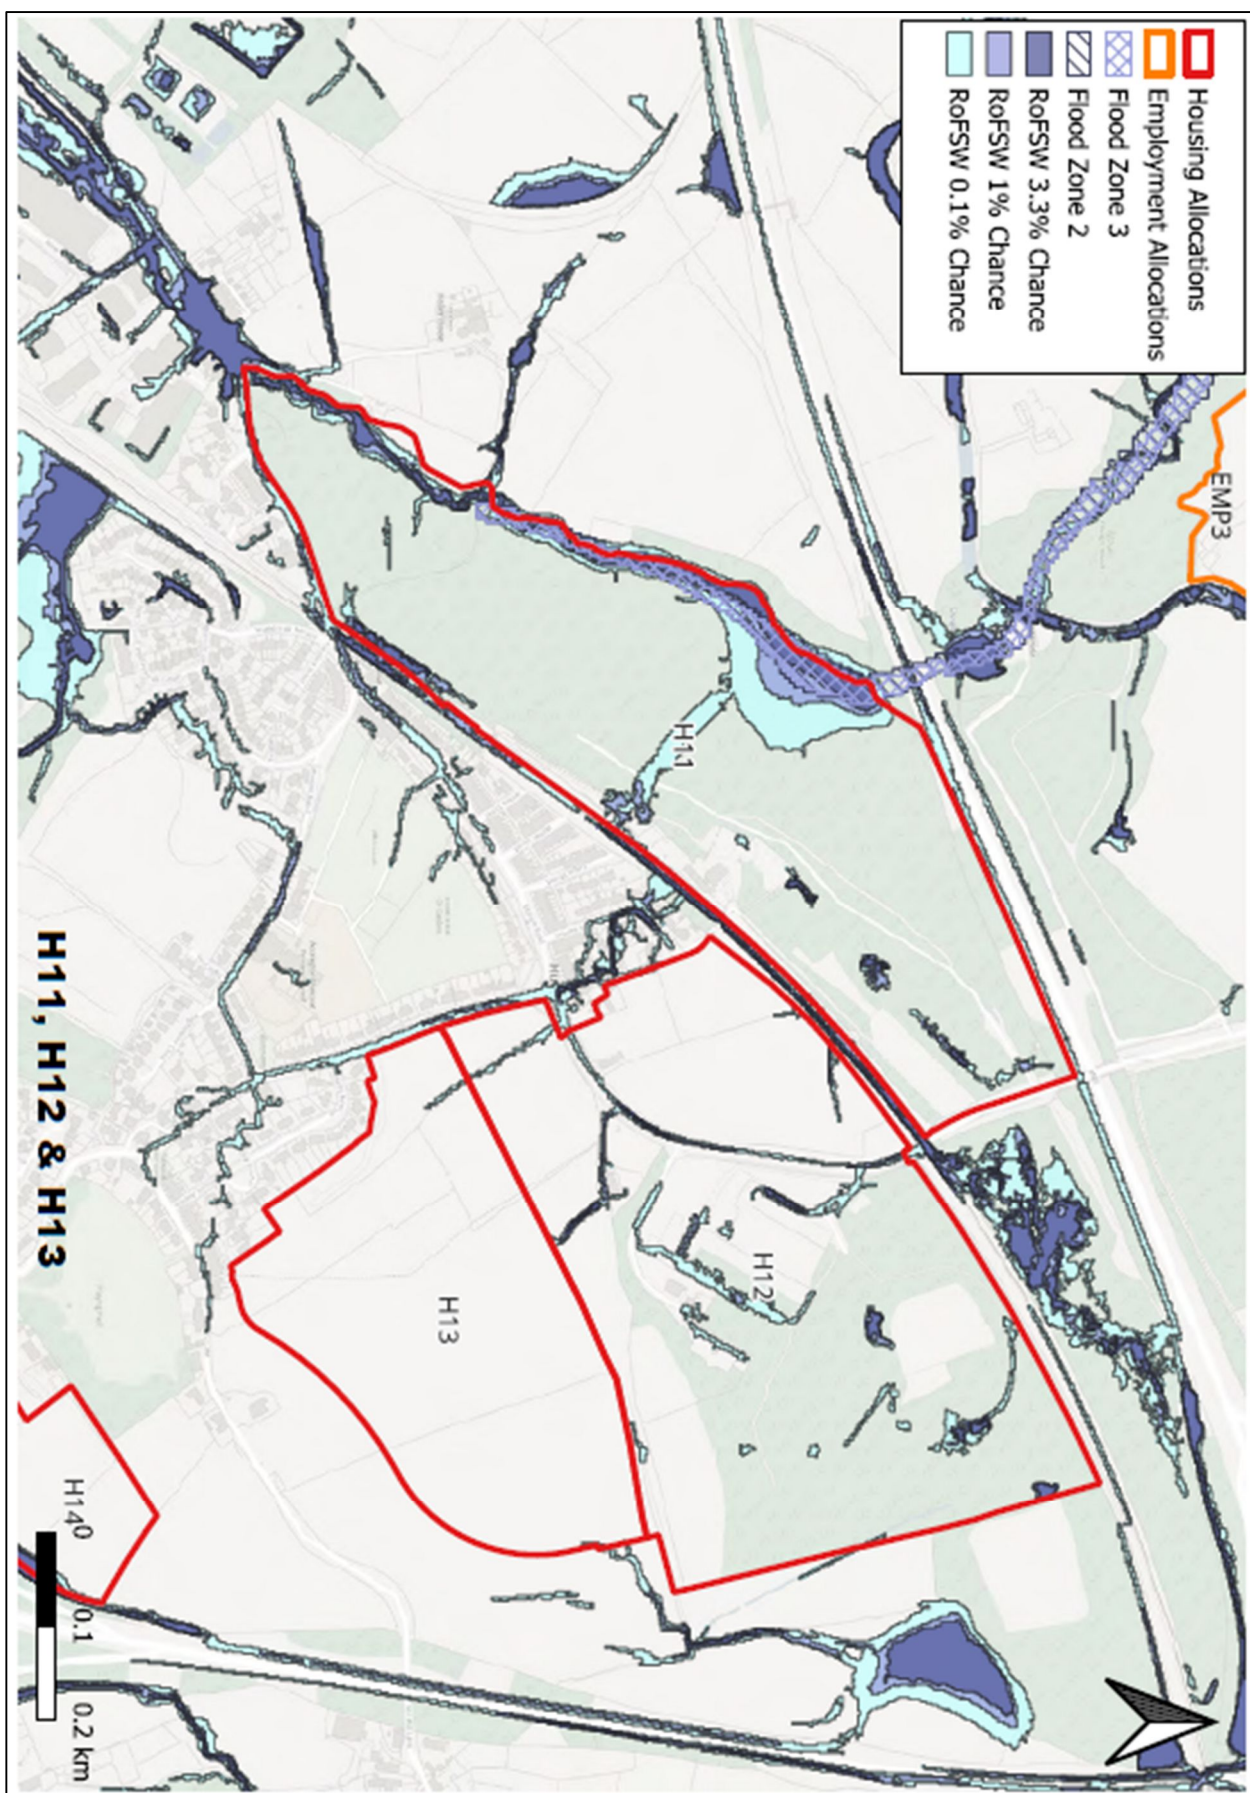 Housing Allocations
Employment Allocations
Flood Zone 3
Flood Zone 2
RoFSW 3.3% Chance
RoFSW 1% Chance
RoFSW 0.1% Chance
EMP3
H11
H12
H13
H14
0
0.1
0.2 km
H11, H12 & H13